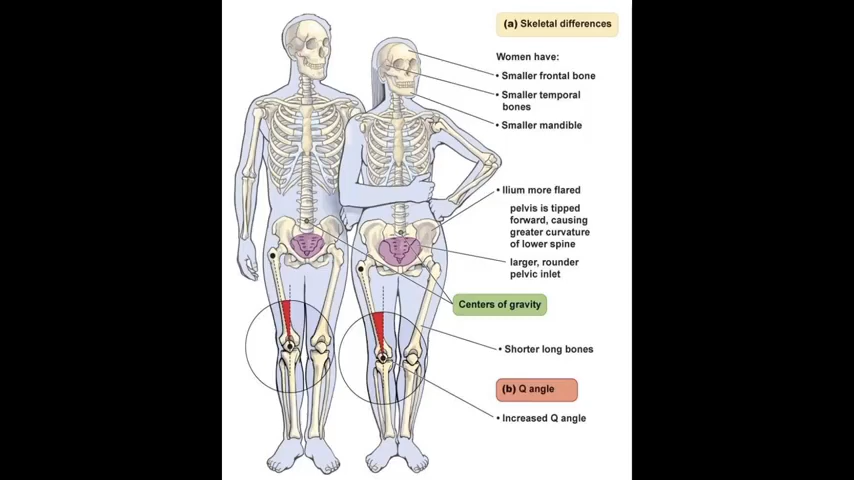 (a) Skeletal differences
Women have:
• Smaller frontal bone
• Smaller temporal
bones
• Smaller mandible
• Ilium more flared
pelvis is tipped
forward, causing
greater curvature
of lower spine
larger, rounder
pelvic inlet
Centers of gravity
• Shorter long bones
(b) Q angle
• Increased Q angle